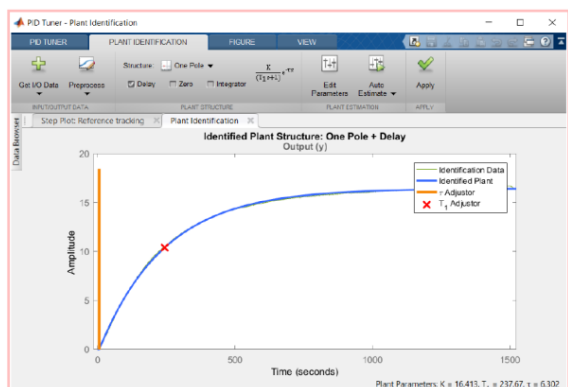 PID Tuner - Plant Identification
PID TUNER PLANT IDENTIFICATION FIGURE VIEW
Structure: One Pole
K
(T₁s+1) e^-τs
Delay Zero Integrator
Get I/O Data Preprocess Edit Parameters Auto Estimate Apply
INPUT/OUTPUT DATA PLANT STRUCTURE PLANT ESTIMATION APPLY
Step Plot: Reference tracking Plant Identification
Data Browser
Identified Plant Structure: One Pole + Delay
Output (y)
20
15
10
5
0
Amplitude
Identification Data
Identified Plant
τ Adjustor
T₁ Adjustor
0 500 1000 1500
Time (seconds)
Plant Parameters: K = 16.413, T₁ = 237.67, τ = 6.302